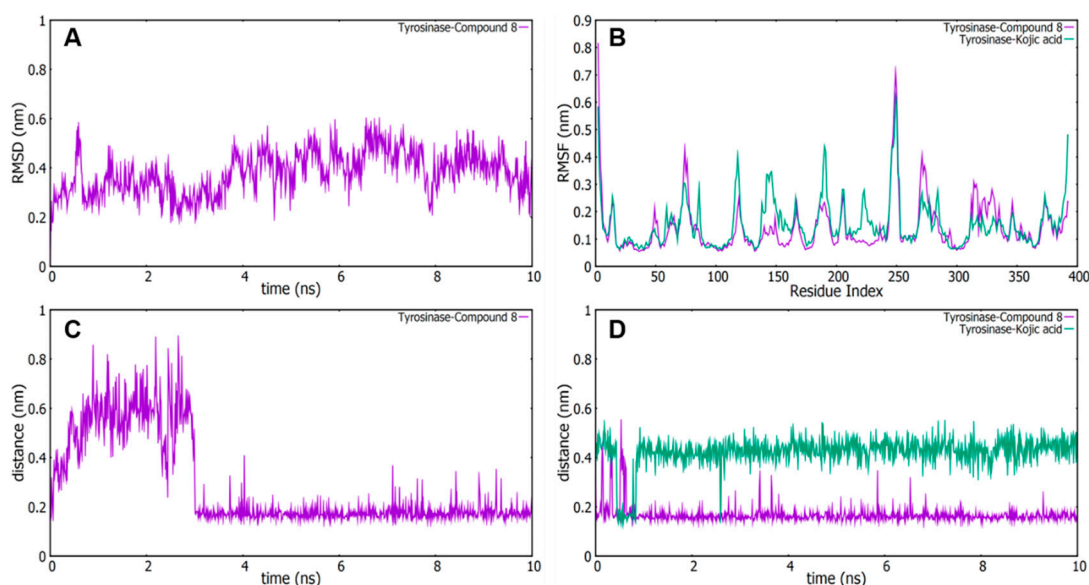 A
Tyrosinase-Compound 8
RMSD (nm)
1
0.8
0.6
0.4
0.2
0
0 2 4 6 8 10
time (ns)
B
Tyrosinase-Compound 8
Tyrosinase-Kojic acid
RMSF (nm)
0.9
0.8
0.7
0.6
0.5
0.4
0.3
0.2
0.1
0
0 50 100 150 200 250 300 350 400
Residue Index
C
Tyrosinase-Compound 8
distance (nm)
1
0.8
0.6
0.4
0.2
0
0 2 4 6 8 10
time (ns)
D
Tyrosinase-Compound 8
Tyrosinase-Kojic acid
distance (nm)
1
0.8
0.6
0.4
0.2
0
0 2 4 6 8 10
time (ns)